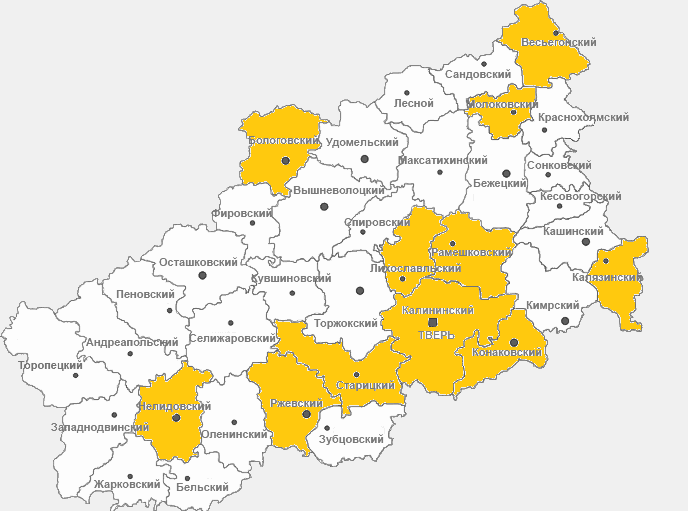 Весьегонский
Сандовский
Лесной
Молоковский
Краснохолмский
Бологовский
Удомельский
Максатихинский
Сонковский
Бежецкий
Вышневолоцкий
Кесовогорский
Фировский
Спировский
Кашинский
Рамешковский
Осташковский
Лихославльский
Калязинский
Кувшиновский
Пеновский
Кимрский
Калининский
Торжокский
ТВЕРЬ
Селижаровский
Андреапольский
Конаковский
Торопецкий
Старицкий
Ржевский
Нелидовский
Западнодвинский
Оленинский
Зубцовский
Жарковский
Бельский